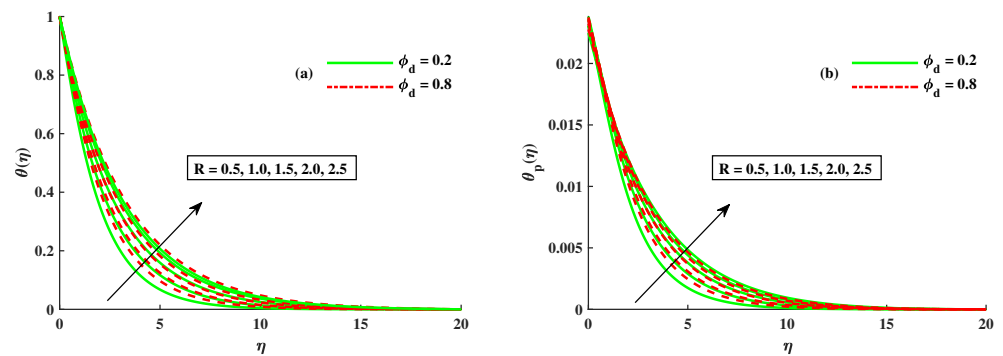 1
0.8
0.6
0.4
0.2
0
θ(η)
0 5 10 15 20
η
(a)
ϕd = 0.2
ϕd = 0.8
R = 0.5, 1.0, 1.5, 2.0, 2.5
0.02
0.015
0.01
0.005
0
θp(η)
0 5 10 15 20
η
(b)
ϕd = 0.2
ϕd = 0.8
R = 0.5, 1.0, 1.5, 2.0, 2.5